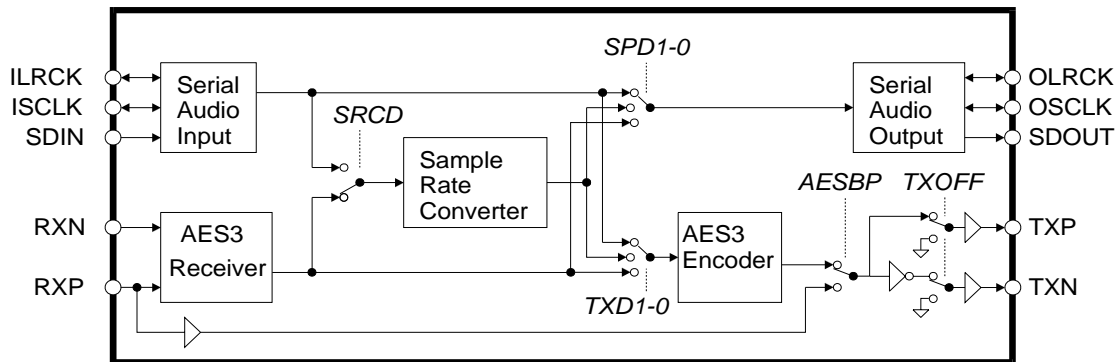 SPD1-0
ILRCK
ISCLK
SDIN
Serial
Audio
Input
SRCD
Serial
Audio
Output
OLRCK
OSCLK
SDOUT
Sample
Rate
Converter
AESBP
TXOFF
RXN
RXP
AES3
Receiver
AES3
Encoder
TXD1-0
TXP
TXN